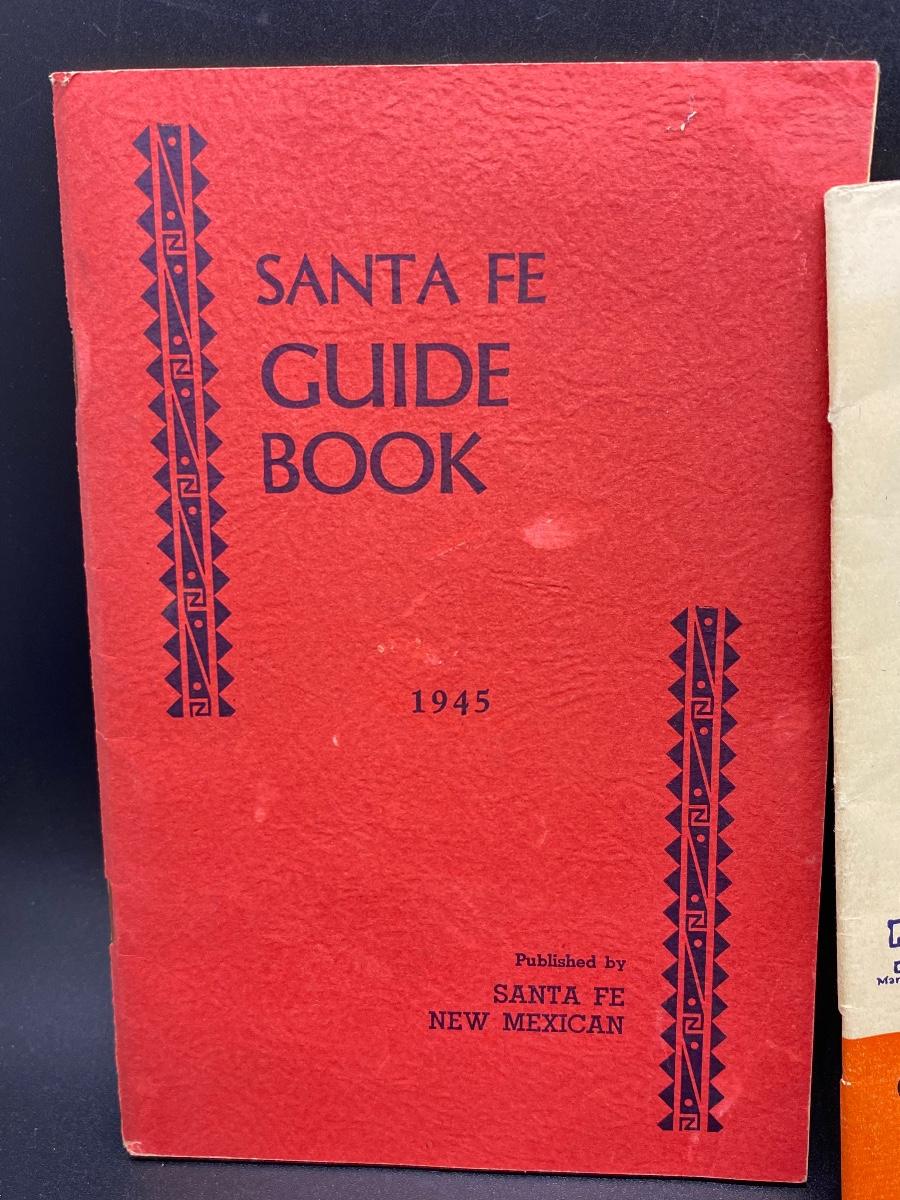 SANTA FE
GUIDE
BOOK
1945
Published by
SANTA FE
NEW MEXICAN